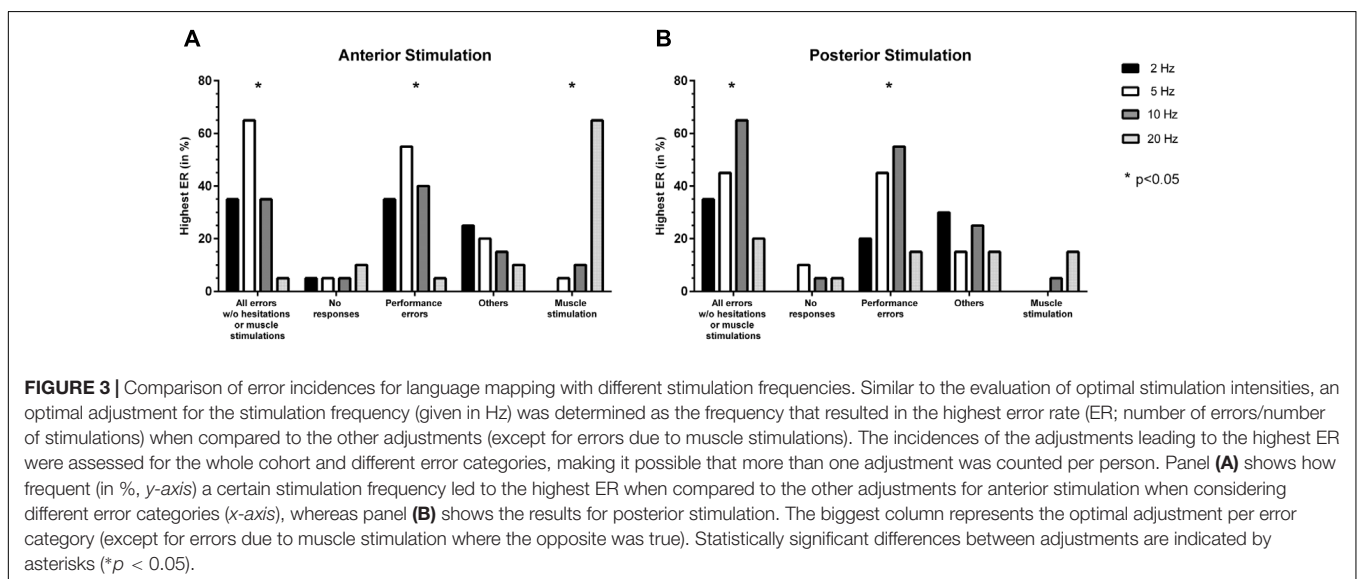 A
Anterior Stimulation
Highest ER (in %)
80
60
40
20
0
*
*
*
All errors
w/o hesitations
or muscle
stimulations
No
responses
Performance
errors
Others
Muscle
stimulation
B
Posterior Stimulation
Highest ER (in %)
80
60
40
20
0
*
*
All errors
w/o hesitations
or muscle
stimulations
No
responses
Performance
errors
Others
Muscle
stimulation
2 Hz
5 Hz
10 Hz
20 Hz
* p<0.05
FIGURE 3 | Comparison of error incidences for language mapping with different stimulation frequencies. Similar to the evaluation of optimal stimulation intensities, an
optimal adjustment for the stimulation frequency (given in Hz) was determined as the frequency that resulted in the highest error rate (ER; number of errors/number
of stimulations) when compared to the other adjustments (except for errors due to muscle stimulations). The incidences of the adjustments leading to the highest ER
were assessed for the whole cohort and different error categories, making it possible that more than one adjustment was counted per person. Panel (A) shows how
frequent (in %, y-axis) a certain stimulation frequency led to the highest ER when compared to the other adjustments for anterior stimulation when considering
different error categories (x-axis), whereas panel (B) shows the results for posterior stimulation. The biggest column represents the optimal adjustment per error
category (except for errors due to muscle stimulation where the opposite was true). Statistically significant differences between adjustments are indicated by
asterisks (*p < 0.05).